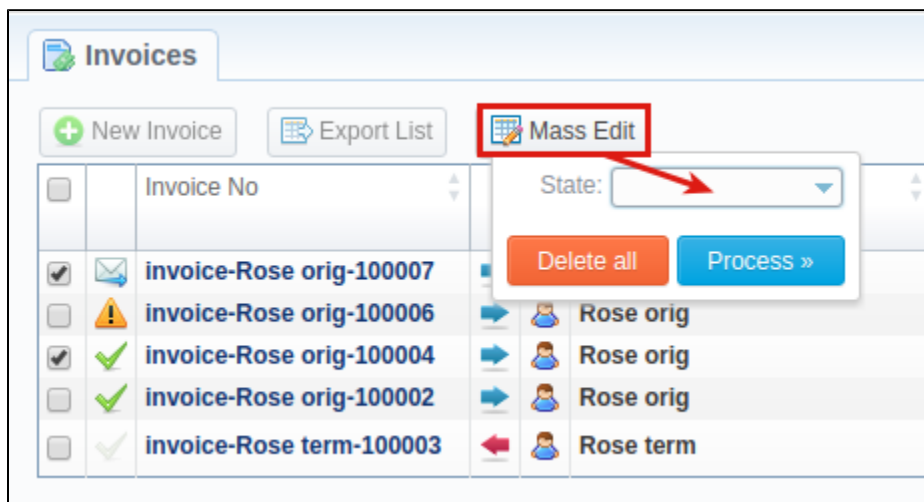 Invoices
New Invoice
Export List
Mass Edit
Invoice No
State:
Delete all
Process »
invoice-Rose orig-100007
invoice-Rose orig-100006 Rose orig
invoice-Rose orig-100004 Rose orig
invoice-Rose orig-100002 Rose orig
invoice-Rose term-100003 Rose term